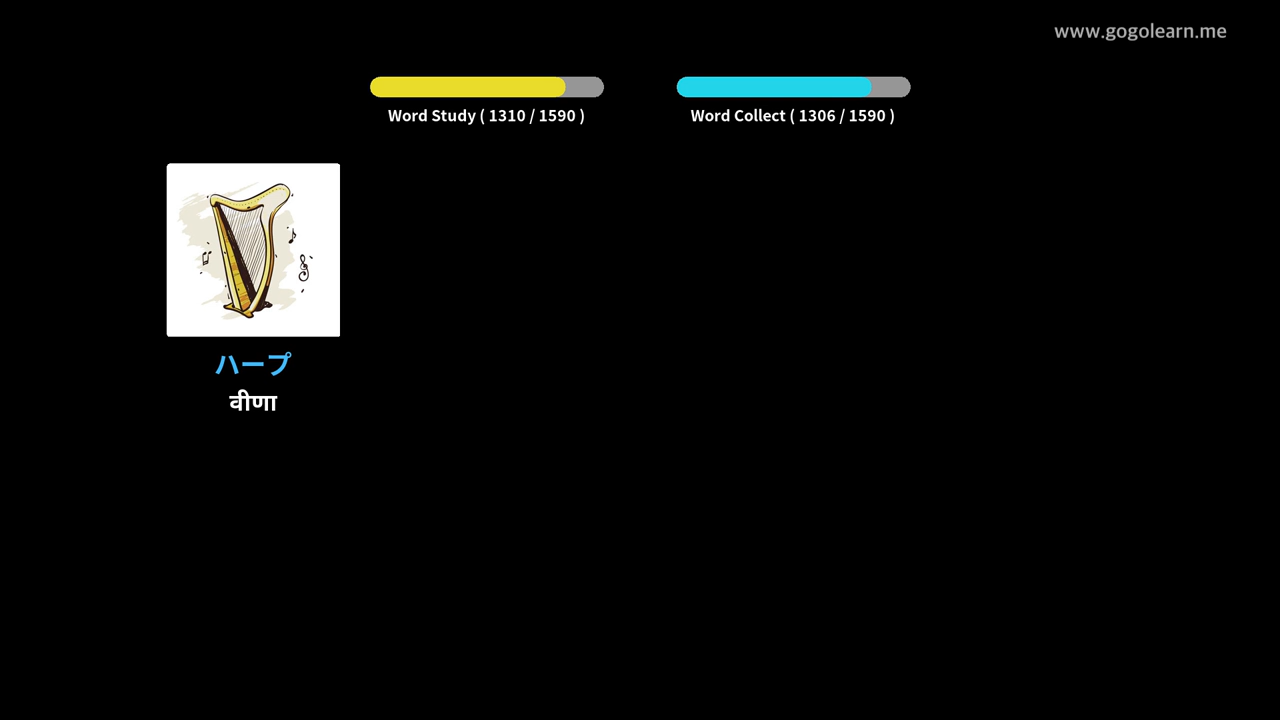 www.gogolearn.me
Word Study ( 1310 / 1590 )
Word Collect ( 1306 / 1590 )
ハープ
वीणा